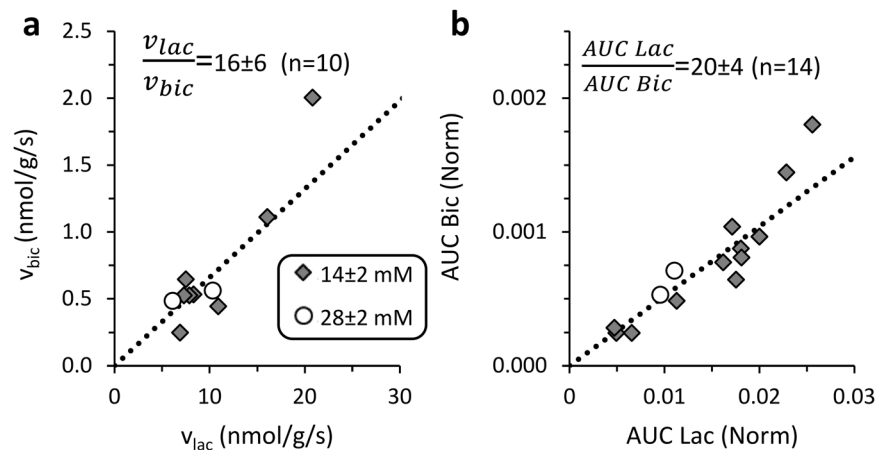 a
v_lac/v_bic=16±6 (n=10)
2.5
2.0
1.5
1.0
0.5
0.0
v_bic (nmol/g/s)
14±2 mM
28±2 mM
0 10 20 30
v_lac (nmol/g/s)
b
AUC Lac/AUC Bic=20±4 (n=14)
0.002
0.001
0.000
AUC Bic (Norm)
0 0.01 0.02 0.03
AUC Lac (Norm)